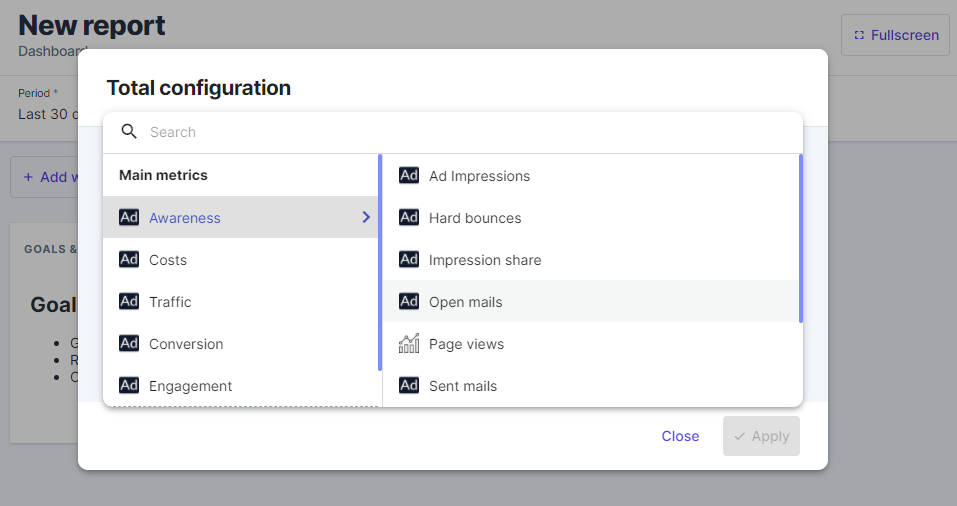 New report
Dashboard
Fullscreen
Total configuration
Period *
Last 30
Search
+ Add
Main metrics
Ad Awareness
Ad Costs
Ad Traffic
Ad Conversion
Ad Engagement
Ad Ad Impressions
Ad Hard bounces
Ad Impression share
Ad Open mails
Page views
Ad Sent mails
GOALS &
Goal
Close
Apply